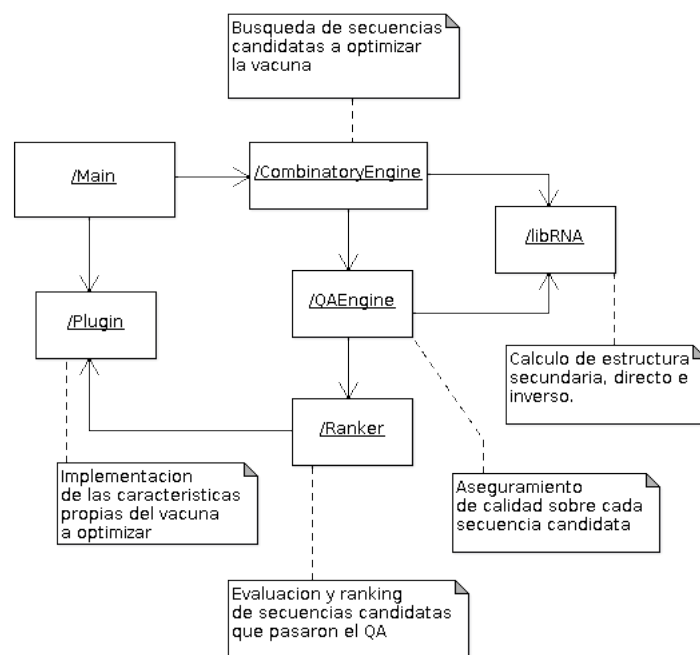 Busqueda de secuencias
candidatas a optimizar
la vacuna
/Main
/CombinatoryEngine
/libRNA
/QAEngine
/Plugin
Calculo de estructura
secundaria, directo e
inverso.
/Ranker
Implementacion
de las caracteristicas
propias del vacuna
a optimizar
Aseguramiento
de calidad sobre cada
secuencia candidata
Evaluacion y ranking
de secuencias candidatas
que pasaron el QA